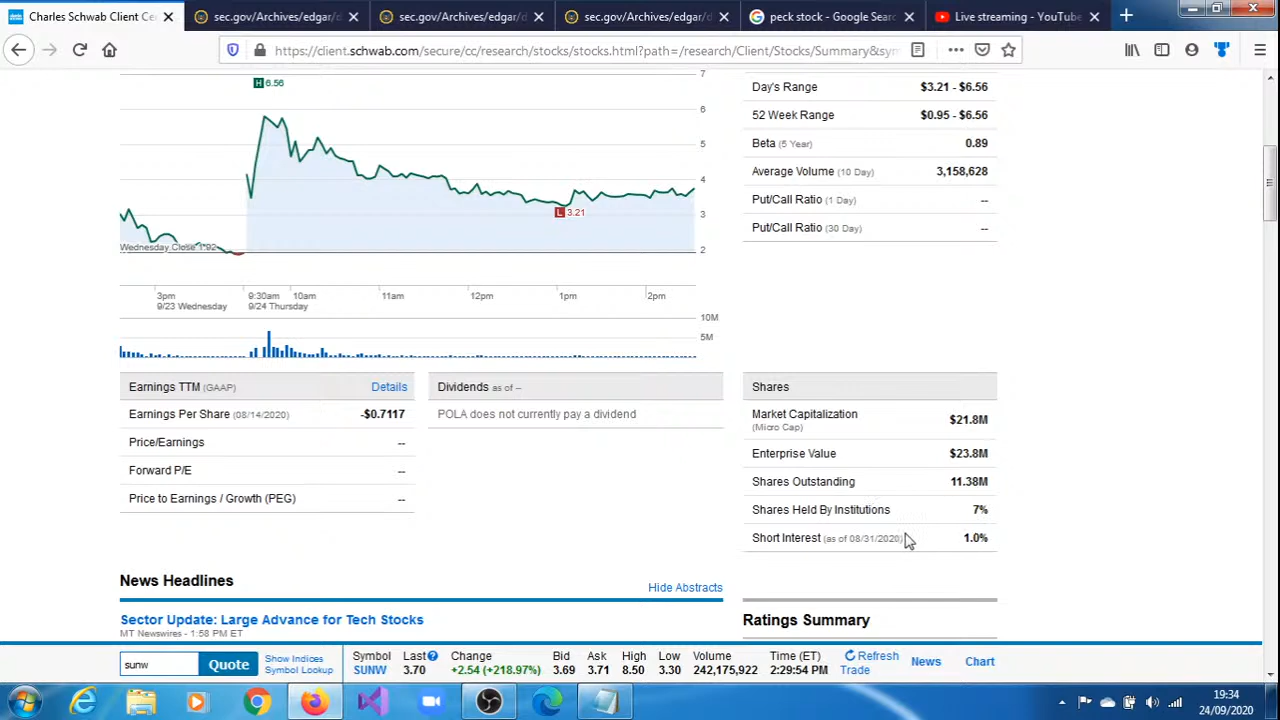 Charles Schwab Client Ce
sec.gov/Archives/edgar/d
sec.gov/Archives/edgar/d
sec.gov/Archives/edgar/d
peck stock - Google Searc
Live streaming - YouTube
https://client.schwab.com/secure/cc/research/stocks/stocks.html?path=/research/Client/Stocks/Summary&sy
7
H 6.56
6
5
4
3
2
L 3.21
Wednesday Close 1.92
3pm 9:30am 10am 11am 12pm 1pm 2pm
9/23 Wednesday 9/24 Thursday
10M
5M
Day's Range $3.21 - $6.56
52 Week Range $0.95 - $6.56
Beta (5 Year) 0.89
Average Volume (10 Day) 3,158,628
Put/Call Ratio (1 Day) --
Put/Call Ratio (30 Day) --
Earnings TTM (GAAP) Details
Earnings Per Share (08/14/2020) -$0.7117
Price/Earnings --
Forward P/E --
Price to Earnings / Growth (PEG) --
Dividends as of --
POLA does not currently pay a dividend
Shares
Market Capitalization $21.8M
(Micro Cap)
Enterprise Value $23.8M
Shares Outstanding 11.38M
Shares Held By Institutions 7%
Short Interest (as of 08/31/2020) 1.0%
News Headlines Hide Abstracts
Sector Update: Large Advance for Tech Stocks
MT Newswires - 1:58 PM ET
Ratings Summary
sunw Quote
Show Indices
Symbol Lookup
Symbol Last Change Bid Ask High Low Volume Time (ET) Refresh
SUNW 3.70 +2.54 (+218.97%) 3.69 3.71 8.50 3.30 242,175,922 2:29:54 PM Trade
News Chart
19:34
24/09/2020